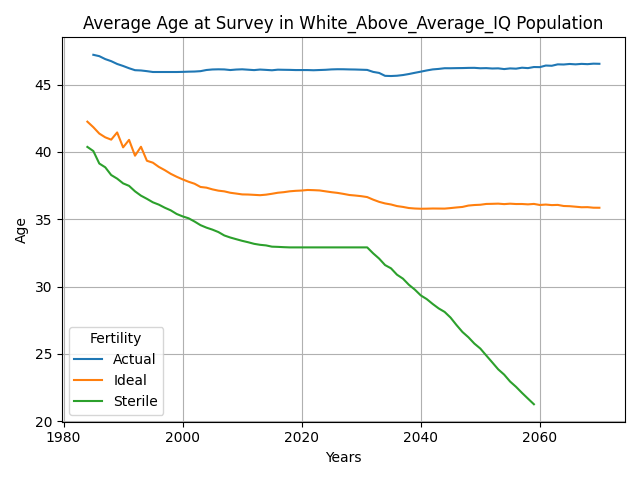 Average Age at Survey in White_Above_Average_IQ Population
45
40
35
30
25
20
Age
Fertility
Actual
Ideal
Sterile
1980
2000
2020
2040
2060
Years